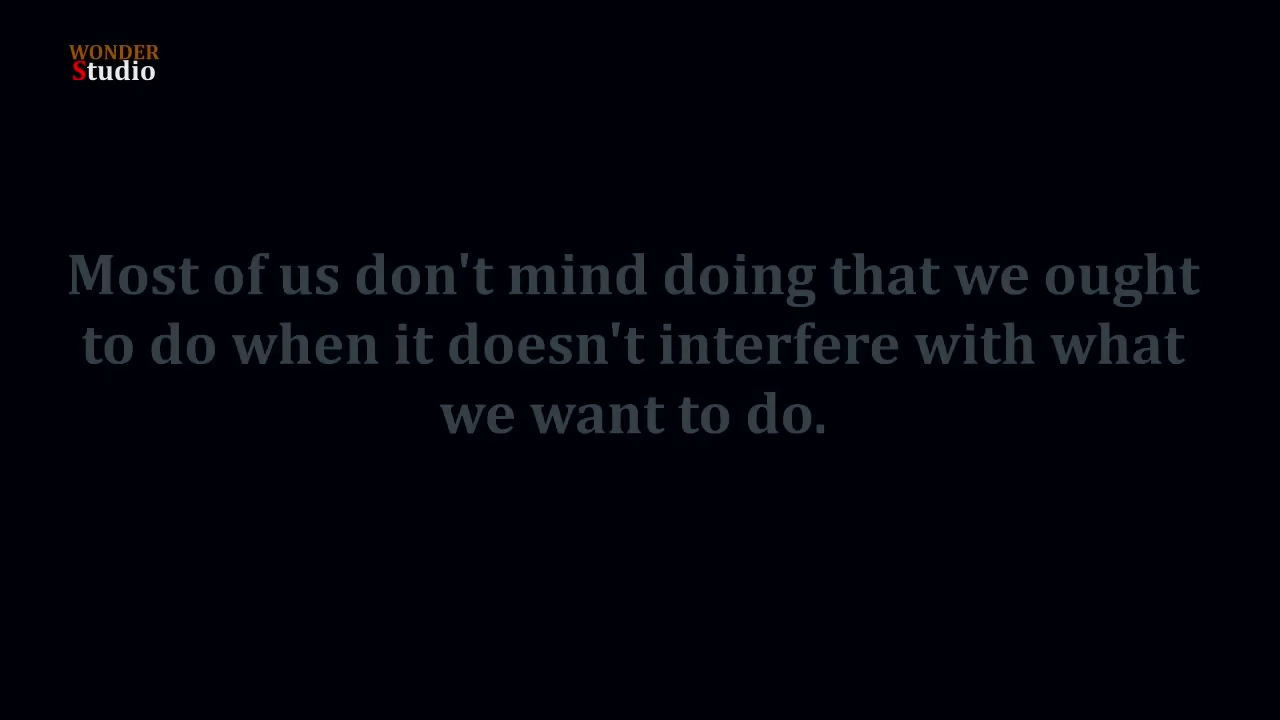 WONDER
Studio
Most of us don't mind doing that we ought
to do when it doesn't interfere with what
we want to do.